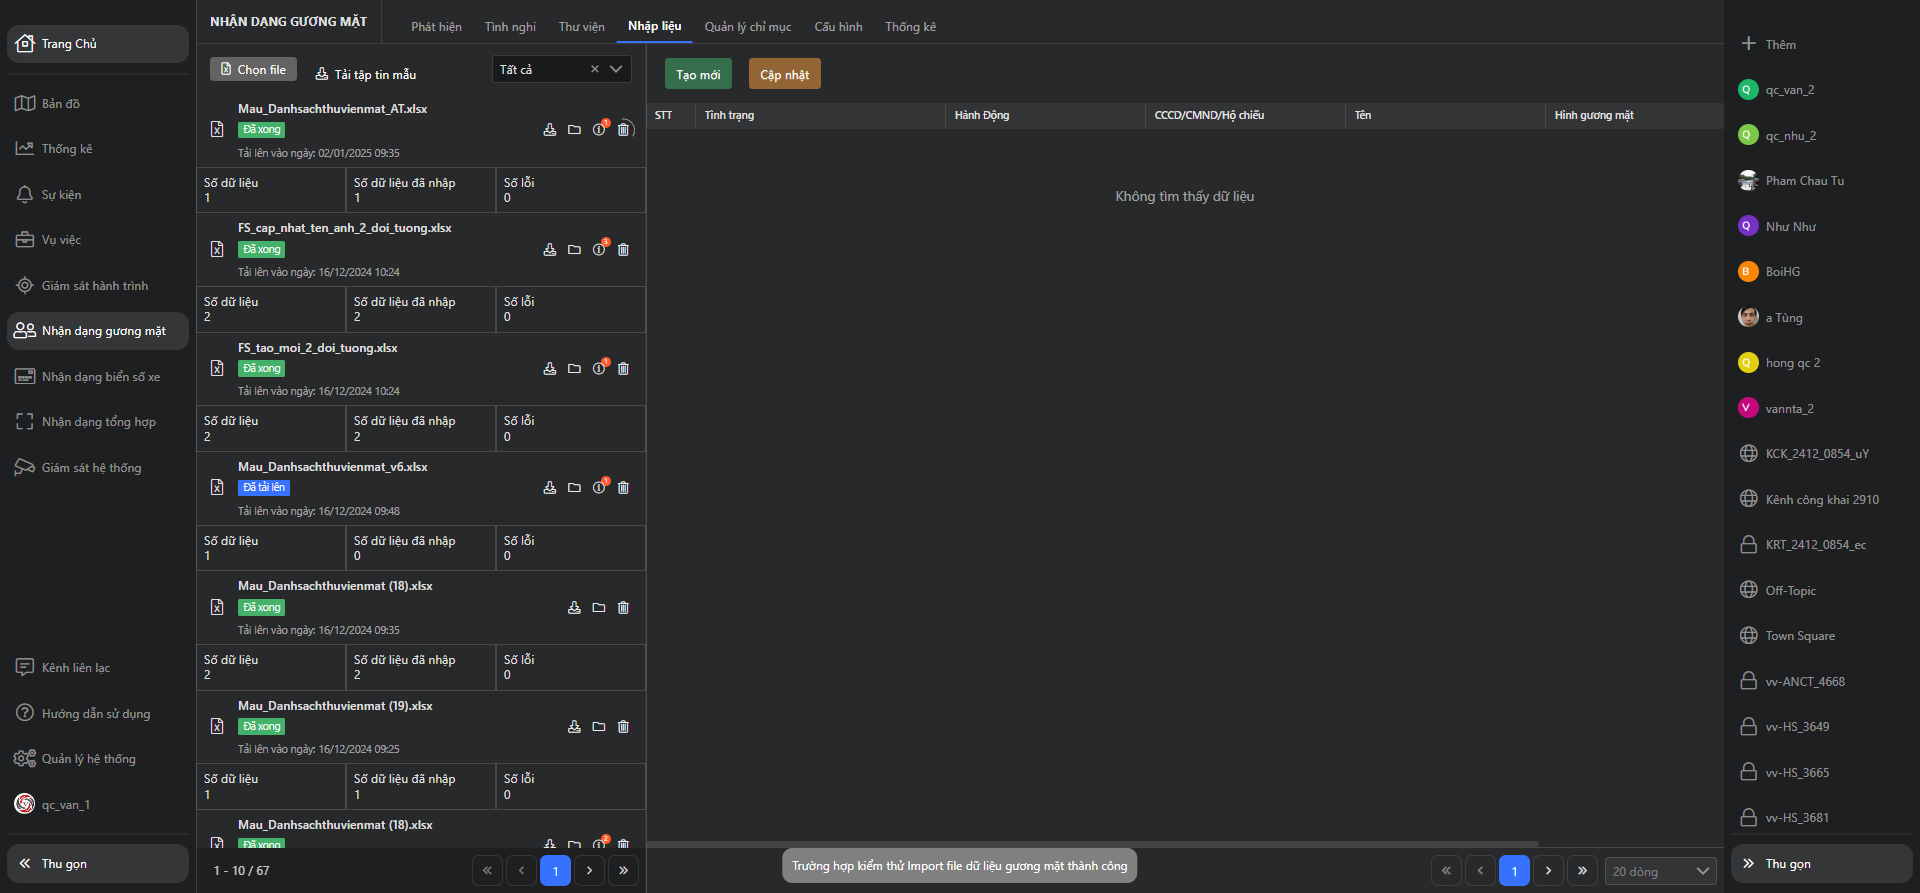 Trang Chủ
Bản đồ
Thống kê
Sự kiện
Vụ việc
Giám sát hành trình
Nhận dạng gương mặt
Nhận dạng biển số xe
Nhận dạng tổng hợp
Giám sát hệ thống
Kênh liên lạc
Hướng dẫn sử dụng
Quản lý hệ thống
qc_van_1
Thu gọn
NHẬN DẠNG GƯƠNG MẶT
Phát hiện Tình nghi Thư viện Nhập liệu Quản lý chỉ mục Cấu hình Thống kê
Chọn file Tải tập tin mẫu Tất cả
Mau_Danhsachthuvienmat_AT.xlsx
Đã xong 1
Tải lên vào ngày: 02/01/2025 09:35
Số dữ liệu Số dữ liệu đã nhập Số lỗi
1 1 0
FS_cap_nhat_ten_anh_2_doi_tuong.xlsx
Đã xong 3
Tải lên vào ngày: 16/12/2024 10:24
Số dữ liệu Số dữ liệu đã nhập Số lỗi
2 2 0
FS_tao_moi_2_doi_tuong.xlsx
Đã xong 1
Tải lên vào ngày: 16/12/2024 10:24
Số dữ liệu Số dữ liệu đã nhập Số lỗi
2 2 0
Mau_Danhsachthuvienmat_v6.xlsx
Đã tải lên 1
Tải lên vào ngày: 16/12/2024 09:48
Số dữ liệu Số dữ liệu đã nhập Số lỗi
1 0 0
Mau_Danhsachthuvienmat (18).xlsx
Đã xong
Tải lên vào ngày: 16/12/2024 09:35
Số dữ liệu Số dữ liệu đã nhập Số lỗi
2 2 0
Mau_Danhsachthuvienmat (19).xlsx
Đã xong
Tải lên vào ngày: 16/12/2024 09:25
Số dữ liệu Số dữ liệu đã nhập Số lỗi
1 1 0
Mau_Danhsachthuvienmat (18).xlsx
Đã xong 2
1 - 10 / 67 « ‹ 1 › »
Tạo mới Cập nhật
STT Tình trạng Hành Động CCCD/CMND/Hộ chiếu Tên Hình gương mặt
Không tìm thấy dữ liệu
Trường hợp kiểm thử Import file dữ liệu gương mặt thành công
« ‹ 1 › » 20 dòng
Thêm
Q qc_van_2
Q qc_nhu_2
Pham Chau Tu
Q Như Như
B BoiHG
a Tùng
Q hong qc 2
V vannta_2
KCK_2412_0854_uY
Kênh công khai 2910
KRT_2412_0854_ec
Off-Topic
Town Square
vv-ANCT_4668
vv-HS_3649
vv-HS_3665
vv-HS_3681
Thu gọn